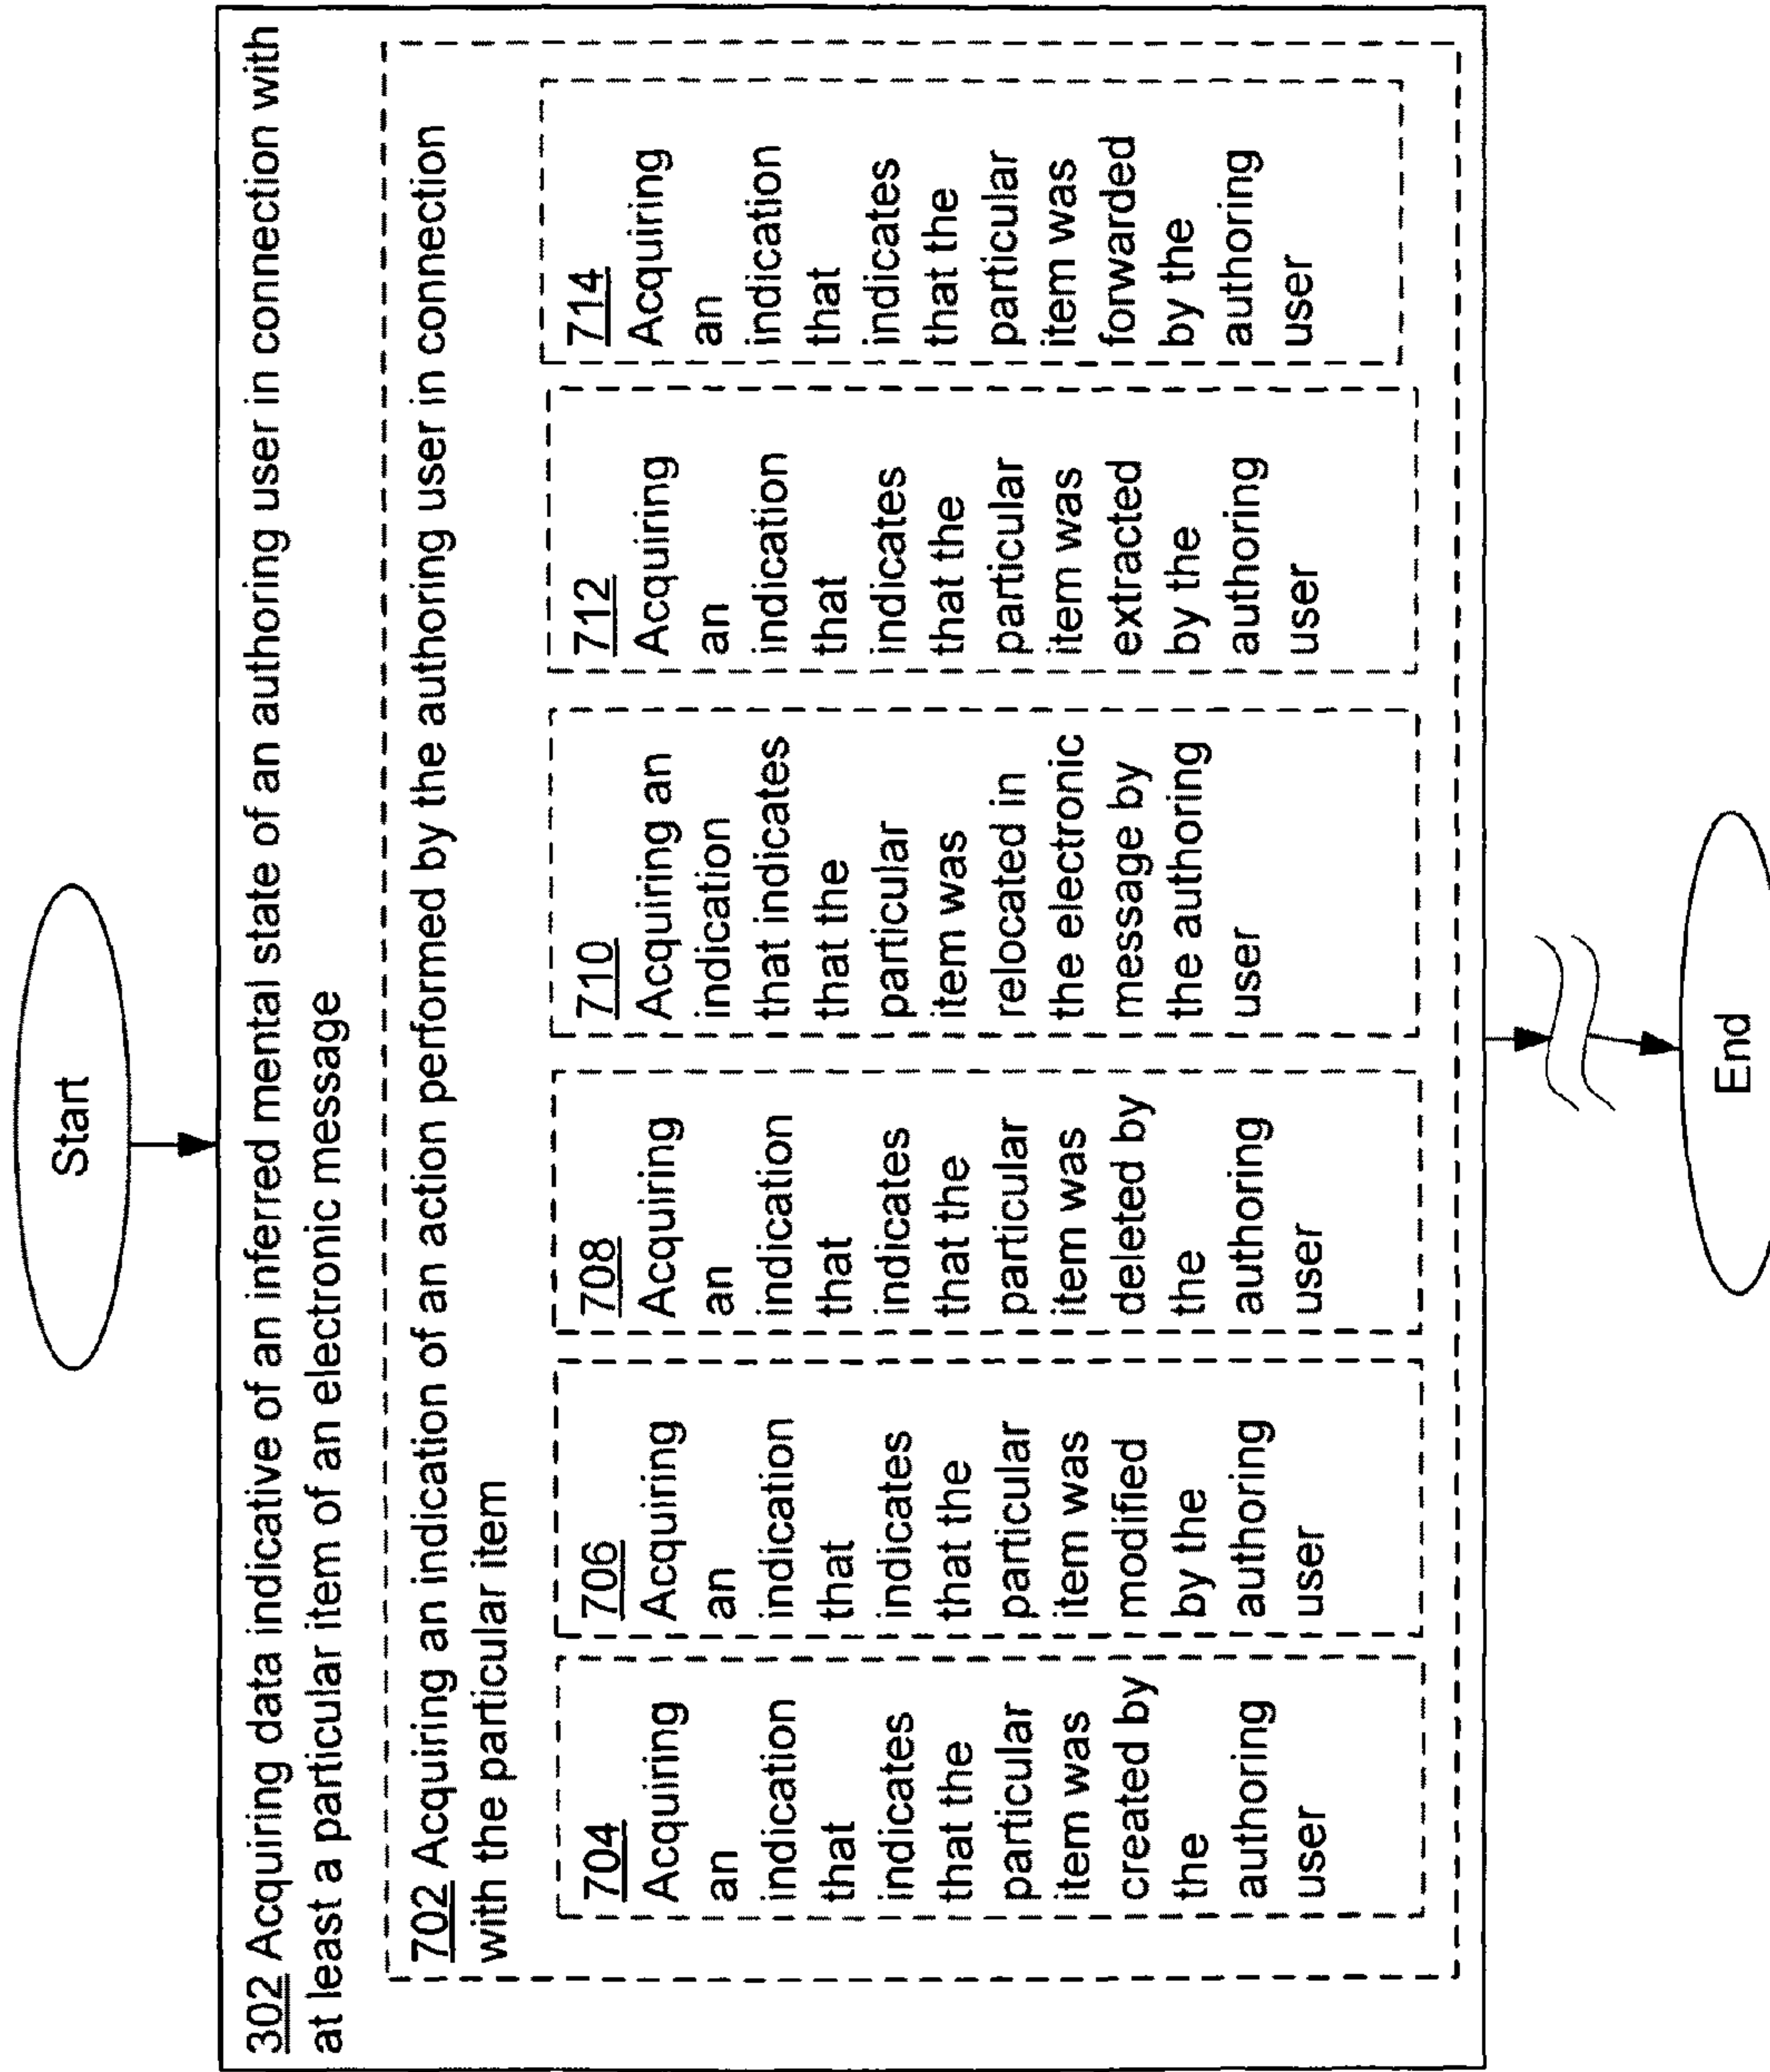 Start
302 Acquiring data indicative of an inferred mental state of an authoring user in connection with
at least a particular item of an electronic message
702 Acquiring an indication of an action performed by the authoring user in connection
with the particular item
704
Acquiring
an
indication
that
indicates
that the
particular
item was
created by
the
authoring
user
706
Acquiring
an
indication
that
indicates
that the
particular
item was
modified
by the
authoring
user
708
Acquiring
an
indication
that
indicates
that the
particular
item was
deleted by
the
authoring
user
710
Acquiring an
indication
that indicates
that the
particular
item was
relocated in
the electronic
message by
the authoring
user
712
Acquiring
an
indication
that
indicates
that the
particular
item was
extracted
by the
authoring
user
714
Acquiring
an
indication
that
indicates
that the
particular
item was
forwarded
by the
authoring
user
End